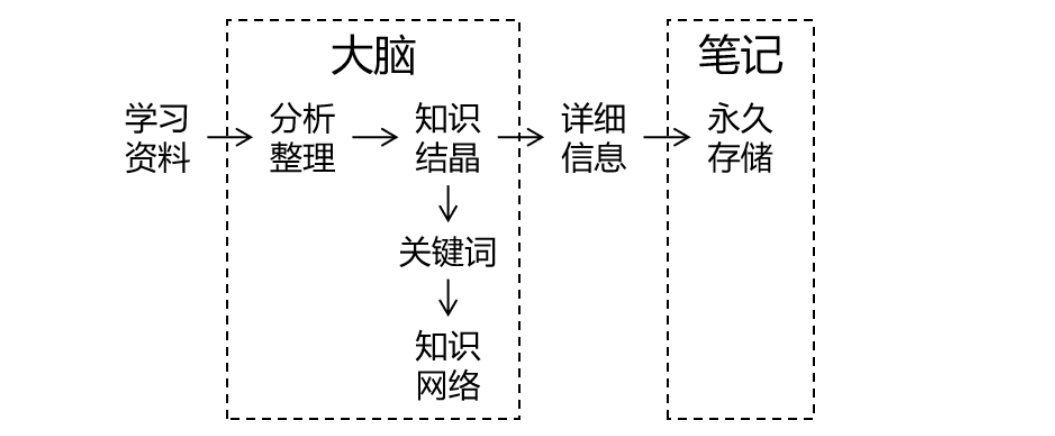 大脑
笔记
学习
资料
分析
整理
知识
结晶
详细
信息
永久
存储
关键词
知识
网络